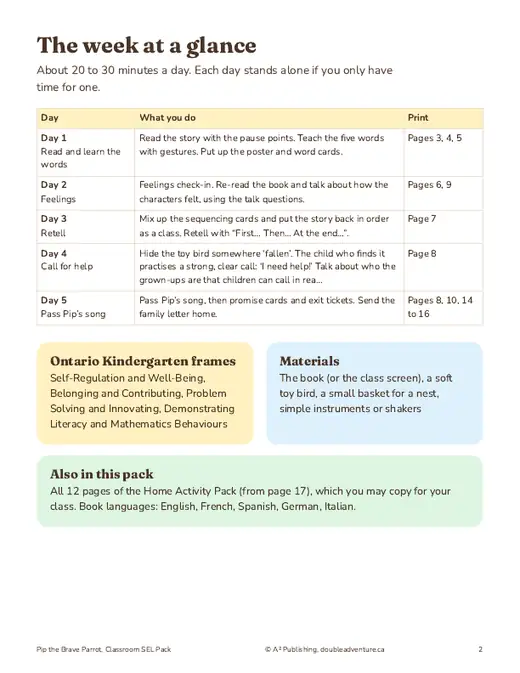 The week at a glance
About 20 to 30 minutes a day. Each day stands alone if you only have
time for one.
Day What you do Print
Day 1 Read the story with the pause points. Teach the five words Pages 3, 4, 5
Read and learn the with gestures. Put up the poster and word cards.
words
Day 2 Feelings check-in. Re-read the book and talk about how the Pages 6, 9
Feelings characters felt, using the talk questions.
Day 3 Mix up the sequencing cards and put the story back in order Page 7
Retell as a class. Retell with “First... Then... At the end...”.
Day 4 Hide the toy bird somewhere ‘fallen’. The child who finds it Page 8
Call for help practises a strong, clear call: ‘I need help!’ Talk about who the
grown-ups are that children can call in rea...
Day 5 Pass Pip’s song, then promise cards and exit tickets. Send the Pages 8, 10, 14
Pass Pip’s song family letter home. to 16
Ontario Kindergarten frames
Self-Regulation and Well-Being,
Belonging and Contributing, Problem
Solving and Innovating, Demonstrating
Literacy and Mathematics Behaviours
Materials
The book (or the class screen), a soft
toy bird, a small basket for a nest,
simple instruments or shakers
Also in this pack
All 12 pages of the Home Activity Pack (from page 17), which you may copy for your
class. Book languages: English, French, Spanish, German, Italian.
Pip the Brave Parrot, Classroom SEL Pack © A² Publishing, doubleadventure.ca 2